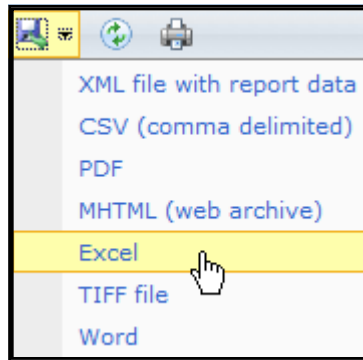 XML file with report data
CSV (comma delimited)
PDF
MHTML (web archive)
Excel
TIFF file
Word